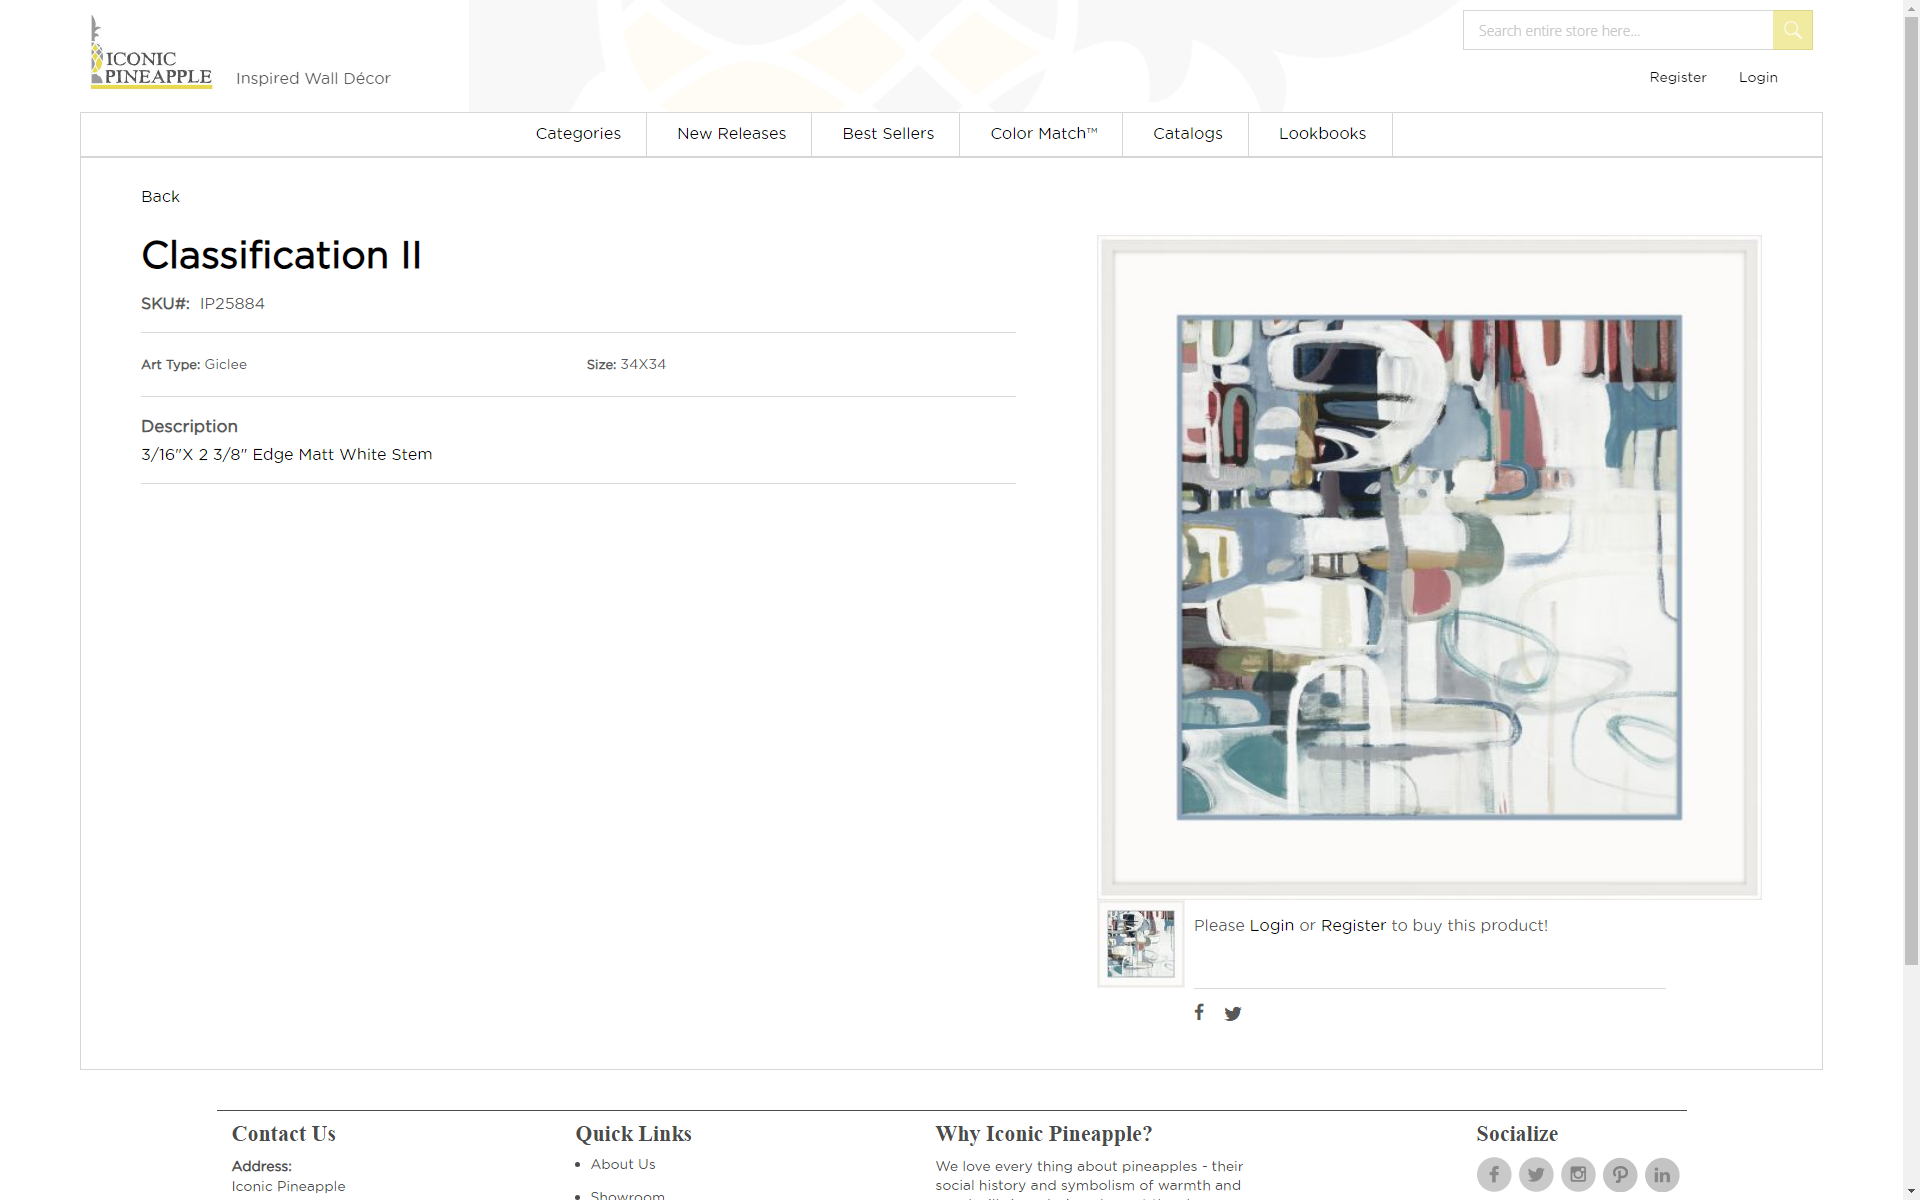 ICONIC
PINEAPPLE
Inspired Wall Décor
Search entire store here...
Register
Login
Categories
New Releases
Best Sellers
Color Match™
Catalogs
Lookbooks
Back
Classification II
SKU#: IP25884
Art Type: Giclee
Size: 34X34
Description
3/16"X 2 3/8" Edge Matt White Stem
Please Login or Register to buy this product!
Contact Us
Address:
Iconic Pineapple
Quick Links
About Us
Showroom
Why Iconic Pineapple?
We love every thing about pineapples - their
social history and symbolism of warmth and
Socialize